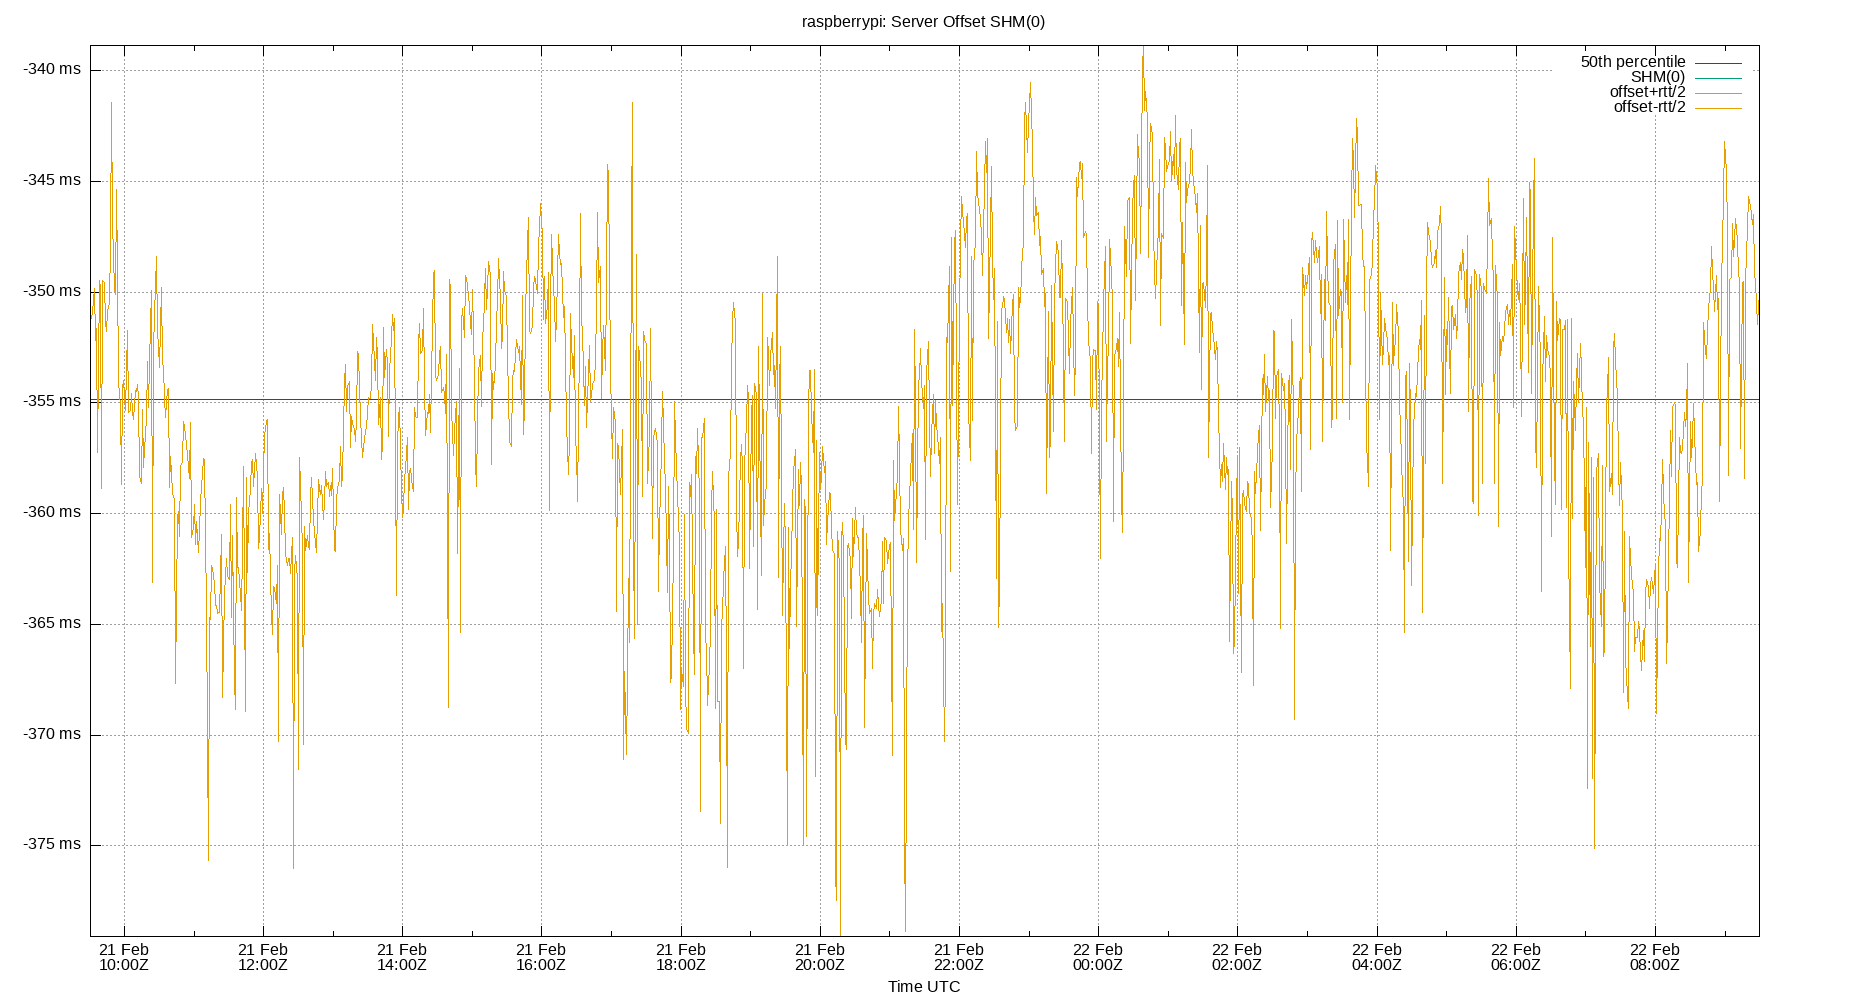 raspberrypi: Server Offset SHM(0)
50th percentile
SHM(0)
offset+rtt/2
offset-rtt/2
-340 ms
-345 ms
-350 ms
-355 ms
-360 ms
-365 ms
-370 ms
-375 ms
21 Feb 21 Feb 21 Feb 21 Feb 21 Feb 21 Feb 21 Feb 22 Feb 22 Feb 22 Feb 22 Feb 22 Feb
10:00Z 12:00Z 14:00Z 16:00Z 18:00Z 20:00Z 22:00Z 00:00Z 02:00Z 04:00Z 06:00Z 08:00Z
Time UTC